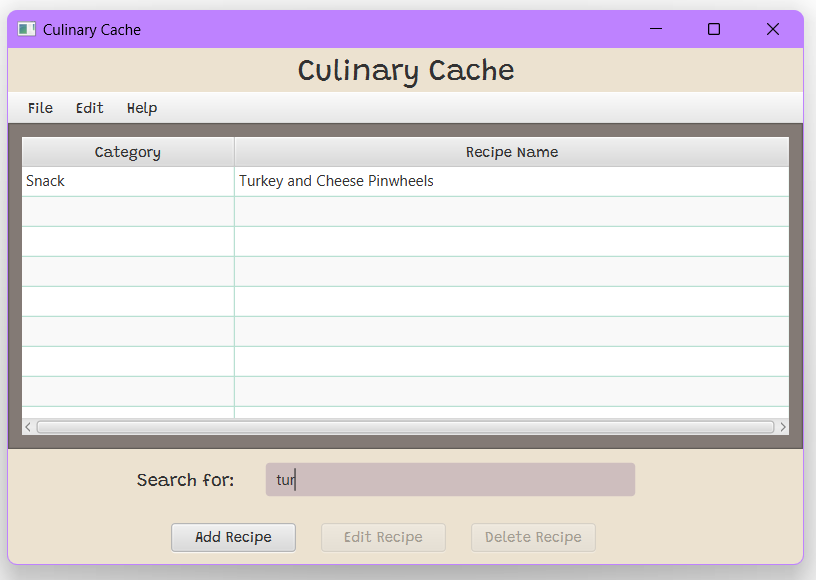 Culinary Cache
Culinary Cache
File Edit Help
Category Recipe Name
Snack Turkey and Cheese Pinwheels
Search for: tur
Add Recipe Edit Recipe Delete Recipe